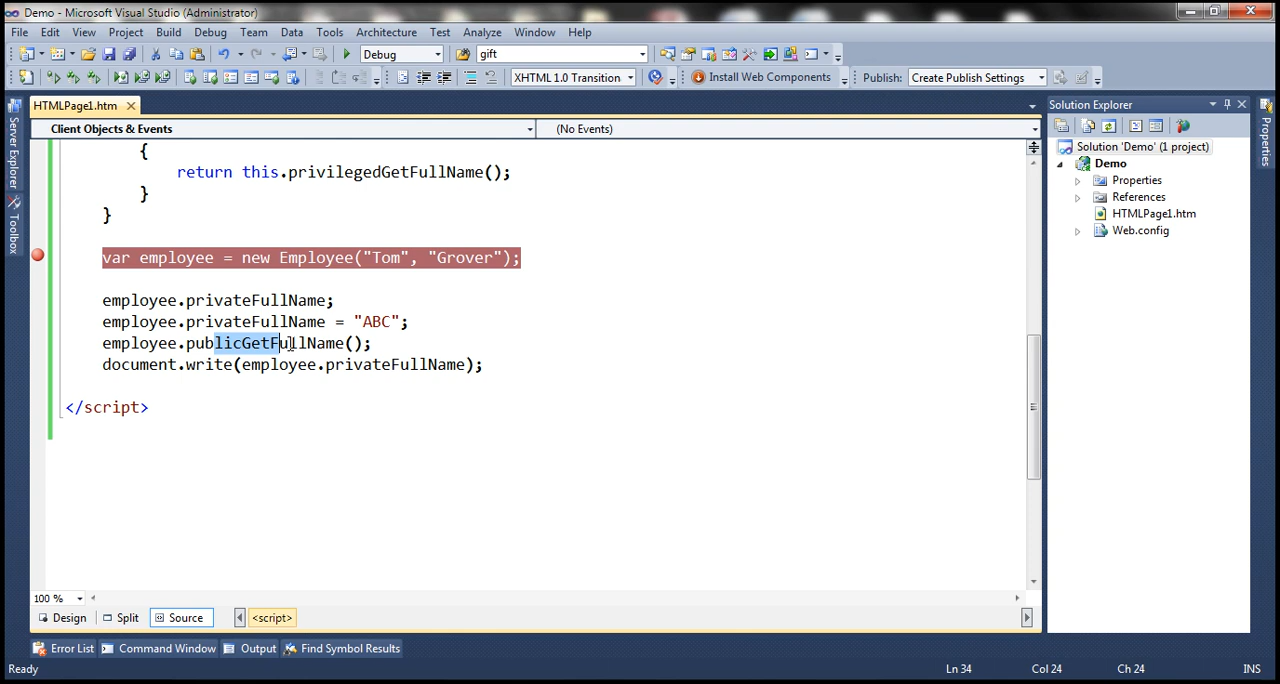 Demo - Microsoft Visual Studio (Administrator)
File Edit View Project Build Debug Team Data Tools Architecture Test Analyze Window Help
Debug gift
XHTML 1.0 Transition Install Web Components Publish: Create Publish Settings
Server Explorer
Toolbox
HTMLPage1.htm
Client Objects & Events (No Events)
{
return this.privilegedGetFullName();
}
}
var employee = new Employee("Tom", "Grover");
employee.privateFullName;
employee.privateFullName = "ABC";
employee.publicGetFullName();
document.write(employee.privateFullName);
</script>
100 %
Design Split Source <script>
Solution Explorer
Solution 'Demo' (1 project)
Demo
Properties
References
HTMLPage1.htm
Web.config
Properties
Error List Command Window Output Find Symbol Results
Ready Ln 34 Col 24 Ch 24 INS